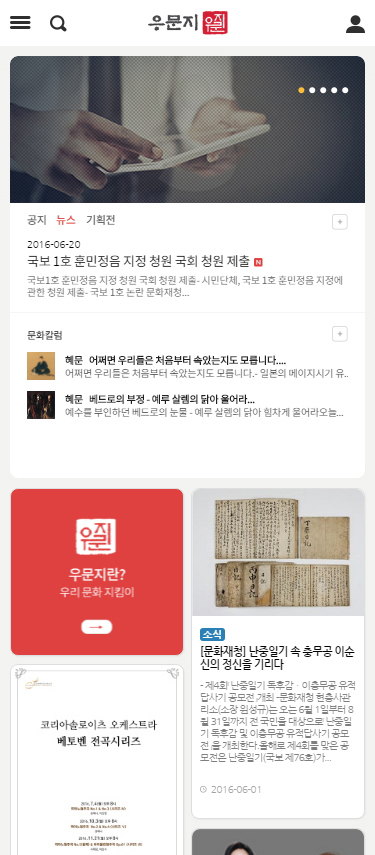 우문지 우문지
공지 뉴스 기획전
2016-06-20
국보 1호 훈민정음 지정 청원 국회 청원 제출 N
국보1호 훈민정음 지정 청원 국회 청원 제출- 시민단체, 국보 1호 훈민정음 지정에
관한 청원 제출- 국보 1호 논란 문화재청...
문화칼럼
혜문 어쩌면 우리들은 처음부터 속았는지도 모릅니다....
어쩌면 우리들은 처음부터 속았는지도 모릅니다.- 일본의 메이지시기 유..
혜문 베드로의 부정 - 예루 살렘의 닭아 울어라...
예수를 부인하던 베드로의 눈물 - 예루 살렘의 닭아 힘차게 울어라오늘...
우문지
우문지란?
우리 문화 지킴이
코리아솔로이츠 오케스트라
베토벤 전곡시리즈
소식
[문화재청] 난중일기 독후감ㆍ이충무공 이순
신의 정신을 기리다
- 제4회「난중일기 독후감ㆍ이충무공 유적
답사기 공모전」개최 -문화재청 현충사관
리소(소장 원성규)는 오는 6월 1일부터 8
월 31일까지 전 국민을 대상으로「난중일
기 독후감 및 이충무공 유적답사기 공모
전」을 개최한다.올해로 제4회를 맞은 공
모전은 난중일기(국보 제76호)가...
2016-06-01